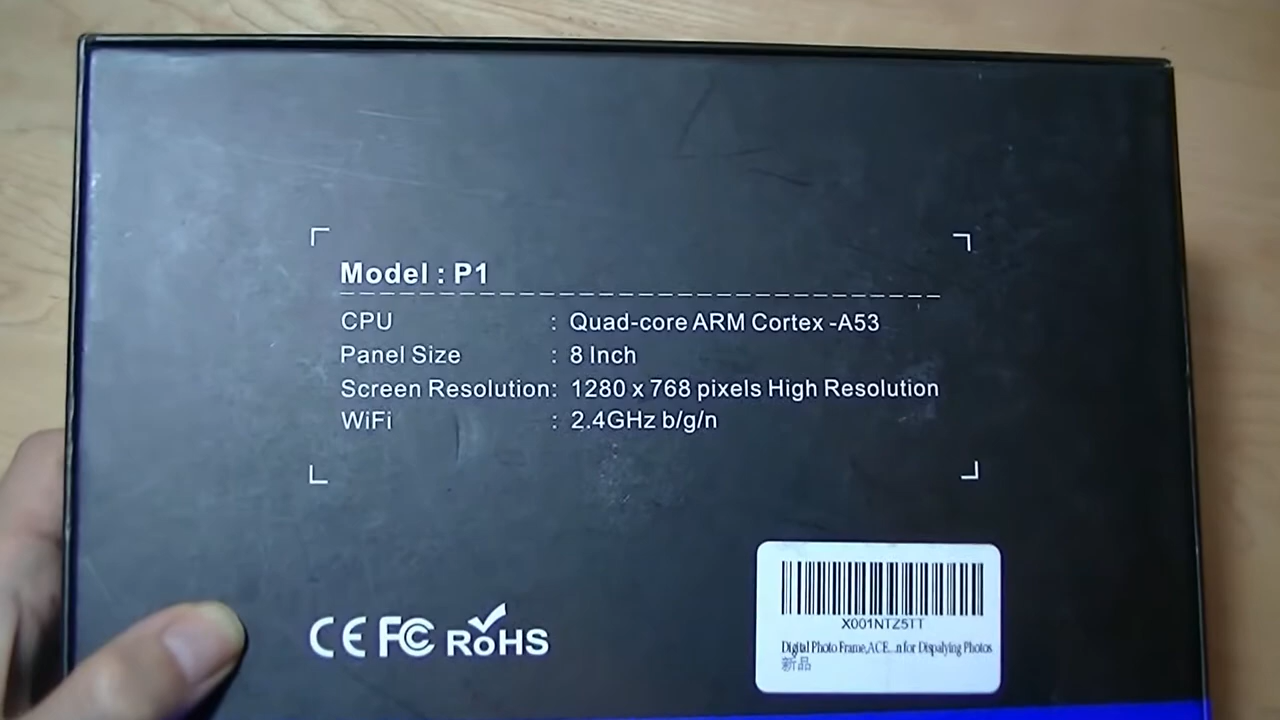 Model : P1
CPU : Quad-core ARM Cortex -A53
Panel Size : 8 Inch
Screen Resolution: 1280 x 768 pixels High Resolution
WiFi : 2.4GHz b/g/n
CE FC RoHS
X001NTZ5TT
Digital Photo Frame,ACE...n for Dispalying Photos
新品